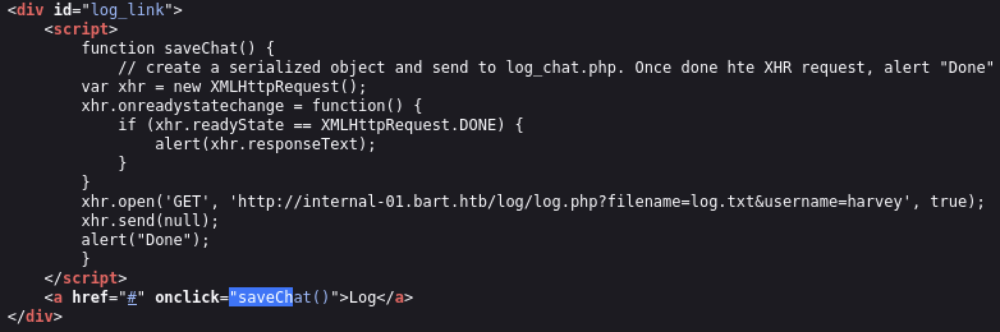 <div id="log_link">
<script>
function saveChat() {
// create a serialized object and send to log_chat.php. Once done hte XHR request, alert "Done"
var xhr = new XMLHttpRequest();
xhr.onreadystatechange = function() {
if (xhr.readyState == XMLHttpRequest.DONE) {
alert(xhr.responseText);
}
}
xhr.open('GET', 'http://internal-01.bart.htb/log/log.php?filename=log.txt&username=harvey', true);
xhr.send(null);
alert("Done");
}
</script>
<a href="#" onclick="saveChat()">Log</a>
</div>